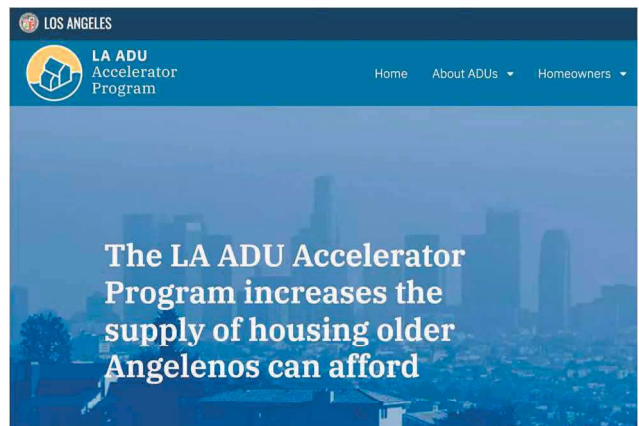 LOS ANGELES
LA ADU
Accelerator
Program
Home About ADUs Homeowners
The LA ADU Accelerator
Program increases the
supply of housing older
Angelenos can afford